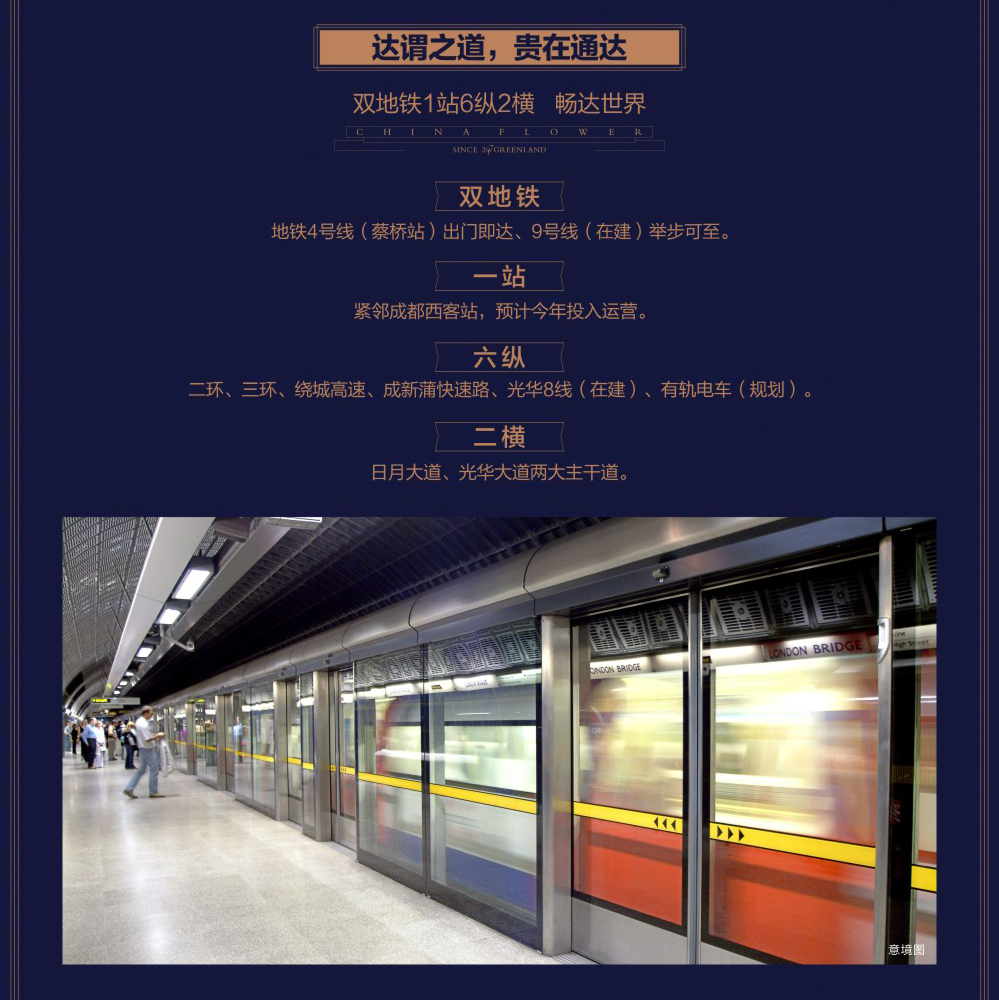 达谓之道，贵在通达
双地铁1站6纵2横 畅达世界
CHINA FLOWER
SINCE GREENLAND
双地铁
地铁4号线（蔡桥站）出门即达、9号线（在建）举步可至。
一站
紧邻成都西客站，预计今年投入运营。
六纵
二环、三环、绕城高速、成新蒲快速路、光华8线（在建）、有轨电车（规划）。
二横
日月大道、光华大道两大主干道。
LONDON BRIDGE
ONDON BRIDGE
High Street
意境图